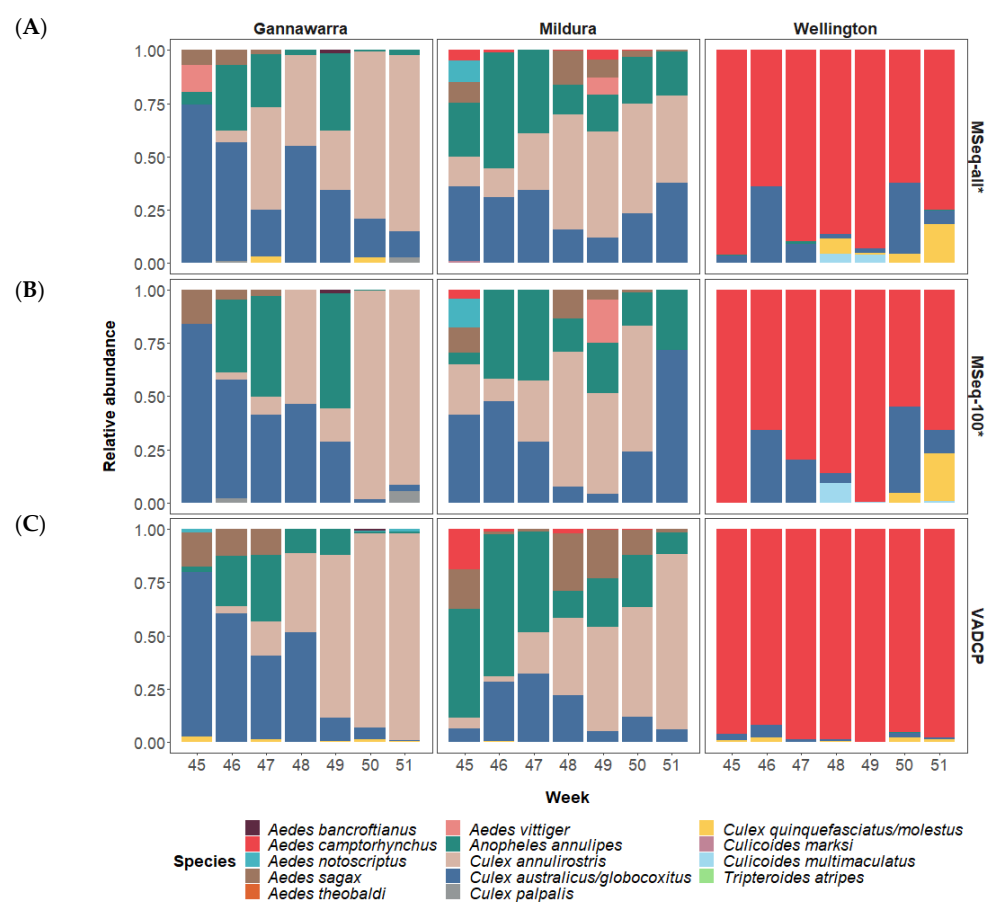 (A)
Gannawarra Mildura Wellington
1.00
0.75
0.50
0.25
0.00
MSeq-all*
(B)
1.00
0.75
0.50
0.25
0.00
MSeq-100*
(C)
1.00
0.75
0.50
0.25
0.00
VADCP
Relative abundance
45 46 47 48 49 50 51 45 46 47 48 49 50 51 45 46 47 48 49 50 51
Week
Species
Aedes bancroftianus
Aedes camptorhynchus
Aedes notoscriptus
Aedes sagax
Aedes theobaldi
Aedes vittiger
Anopheles annulipes
Culex annulirostris
Culex australicus/globocoxitus
Culex palpalis
Culex quinquefasciatus/molestus
Culicoides marksi
Culicoides multimaculatus
Tripteroides atripes